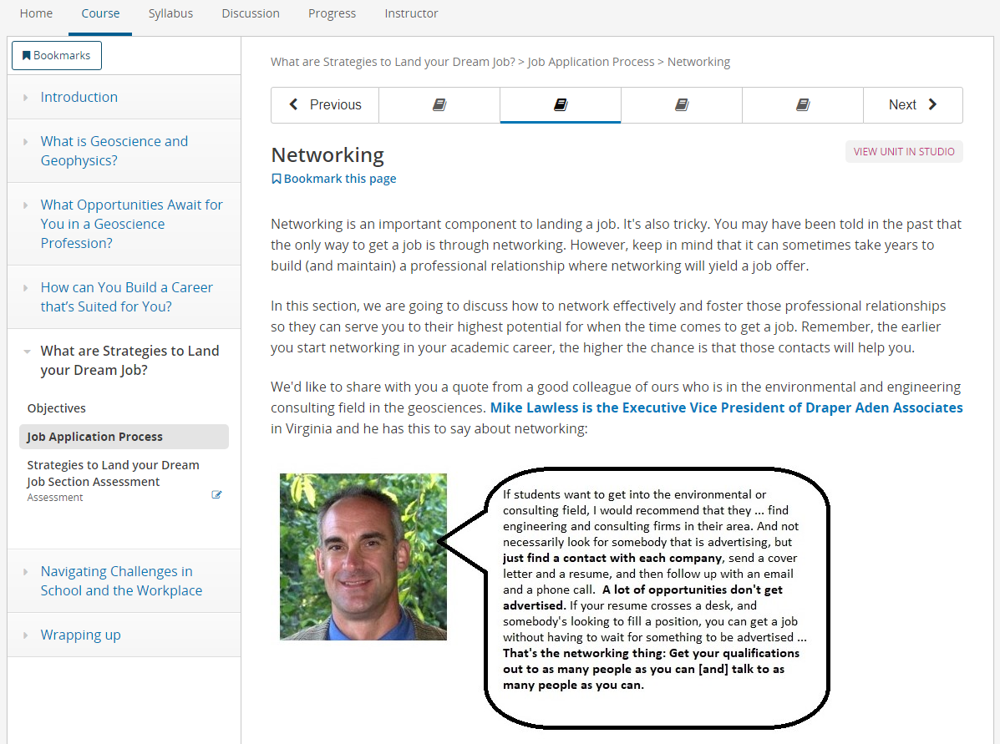 Home Course Syllabus Discussion Progress Instructor
Bookmarks
Introduction
What is Geoscience and
Geophysics?
What Opportunities Await for
You in a Geoscience
Profession?
How can You Build a Career
that’s Suited for You?
What are Strategies to Land
your Dream Job?
Objectives
Job Application Process
Strategies to Land your Dream
Job Section Assessment
Assessment
Navigating Challenges in
School and the Workplace
Wrapping up
What are Strategies to Land your Dream Job? > Job Application Process > Networking
Previous Next
Networking
VIEW UNIT IN STUDIO
Bookmark this page
Networking is an important component to landing a job. It's also tricky. You may have been told in the past that
the only way to get a job is through networking. However, keep in mind that it can sometimes take years to
build (and maintain) a professional relationship where networking will yield a job offer.
In this section, we are going to discuss how to network effectively and foster those professional relationships
so they can serve you to their highest potential for when the time comes to get a job. Remember, the earlier
you start networking in your academic career, the higher the chance is that those contacts will help you.
We'd like to share with you a quote from a good colleague of ours who is in the environmental and engineering
consulting field in the geosciences. Mike Lawless is the Executive Vice President of Draper Aden Associates
in Virginia and he has this to say about networking:
If students want to get into the environmental or
consulting field, I would recommend that they ... find
engineering and consulting firms in their area. And not
necessarily look for somebody that is advertising, but
just find a contact with each company, send a cover
letter and a resume, and then follow up with an email
and a phone call. A lot of opportunities don't get
advertised. If your resume crosses a desk, and
somebody's looking to fill a position, you can get a job
without having to wait for something to be advertised ...
That's the networking thing: Get your qualifications
out to as many people as you can [and] talk to as
many people as you can.